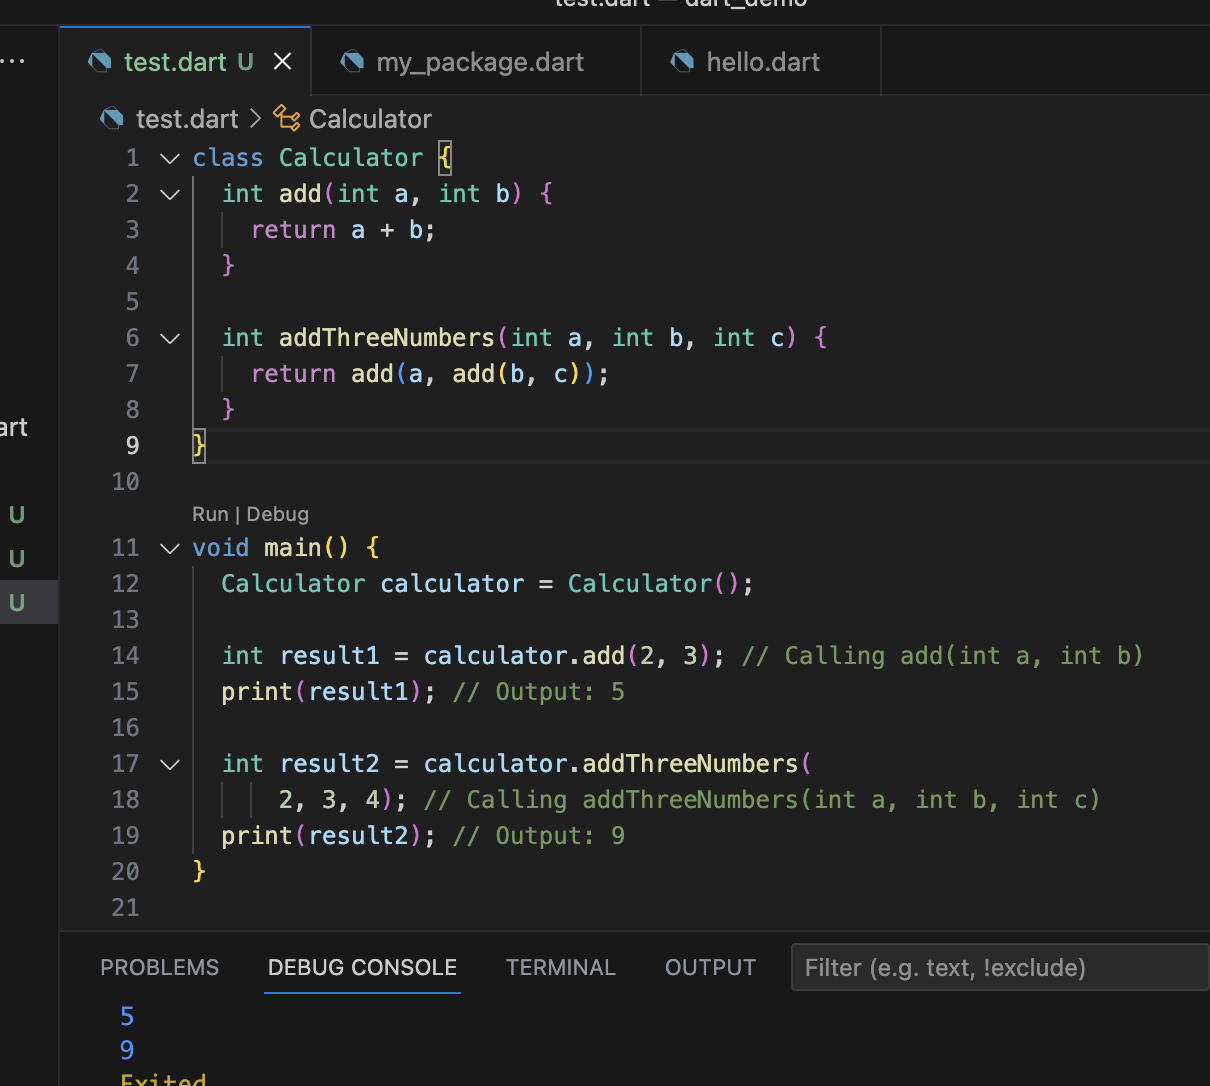 test.dart — dart_demo
test.dart U
my_package.dart
hello.dart
test.dart > Calculator
1 class Calculator {
2   int add(int a, int b) {
3     return a + b;
4   }
5
6   int addThreeNumbers(int a, int b, int c) {
7     return add(a, add(b, c));
8   }
9 }
10
Run | Debug
11 void main() {
12   Calculator calculator = Calculator();
13
14   int result1 = calculator.add(2, 3); // Calling add(int a, int b)
15   print(result1); // Output: 5
16
17   int result2 = calculator.addThreeNumbers(
18       2, 3, 4); // Calling addThreeNumbers(int a, int b, int c)
19   print(result2); // Output: 9
20 }
21
art
U
U
U
PROBLEMS DEBUG CONSOLE TERMINAL OUTPUT Filter (e.g. text, !exclude)
5
9
Exited